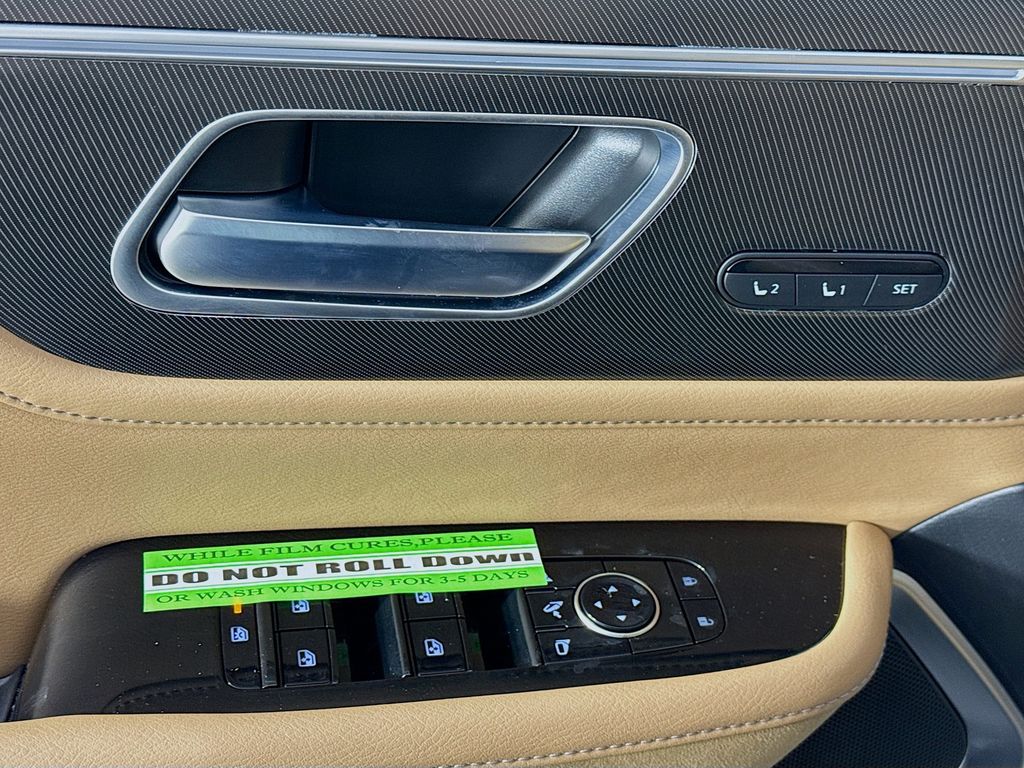 2
1
SET
WHILE FILM CURES,PLEASE
DO NOT ROLL DOwn
OR WASH WINDOWS FOR 3-5 DAYS